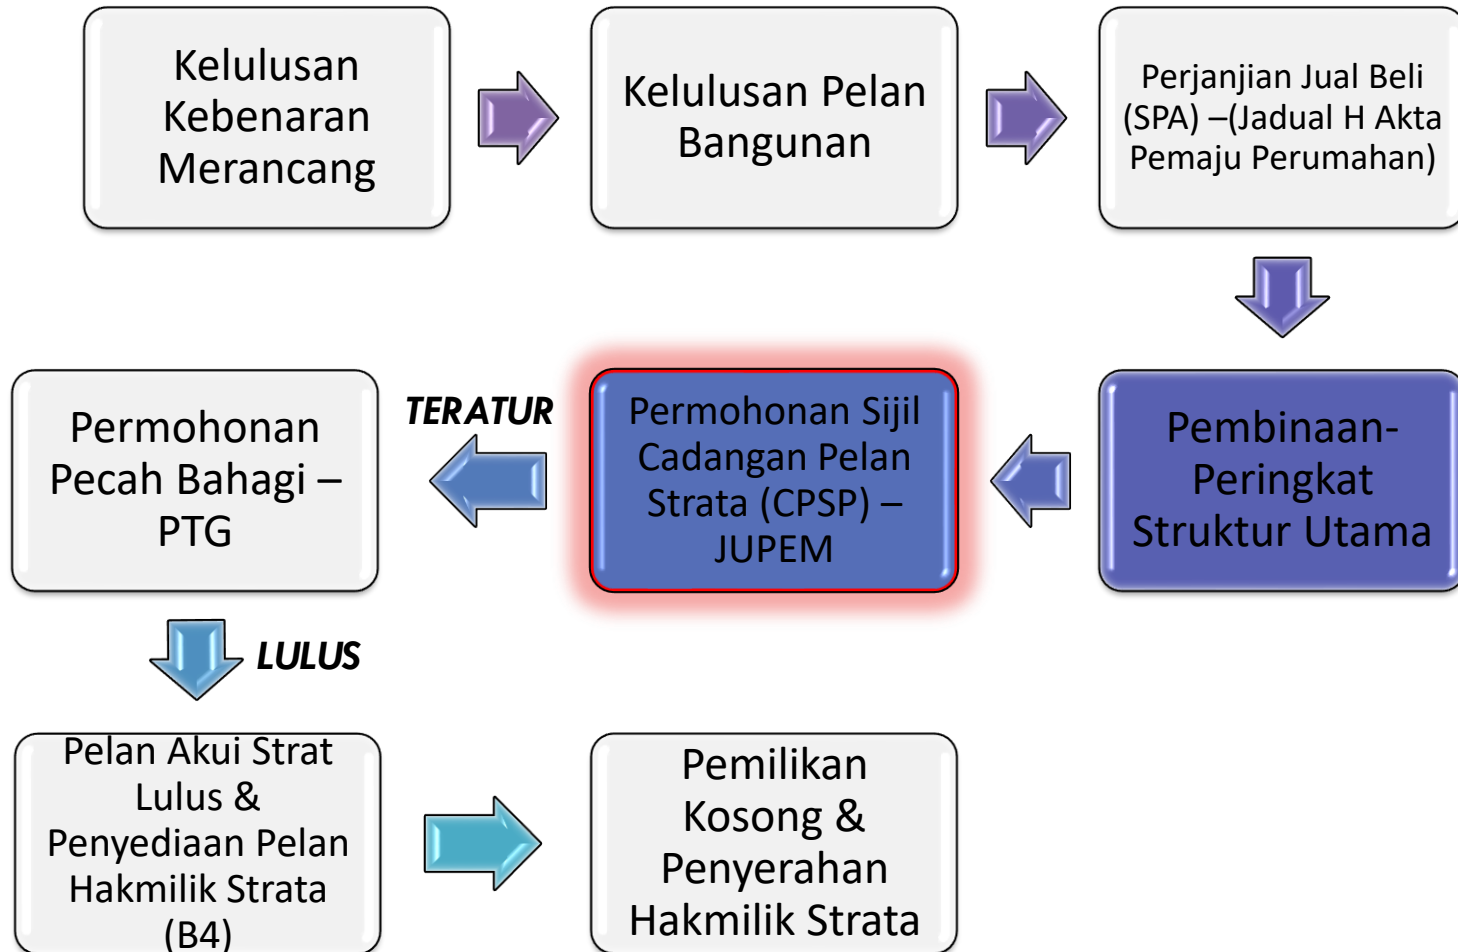 Kelulusan
Kebenaran
Merancang
Kelulusan Pelan
Bangunan
Perjanjian Jual Beli
(SPA) –(Jadual H Akta
Pemaju Perumahan)
Pembinaan-
Peringkat
Struktur Utama
Permohonan Sijil
Cadangan Pelan
Strata (CPSP) –
JUPEM
TERATUR
Permohonan
Pecah Bahagi –
PTG
LULUS
Pelan Akui Strat
Lulus &
Penyediaan Pelan
Hakmilik Strata
(B4)
Pemilikan
Kosong &
Penyerahan
Hakmilik Strata